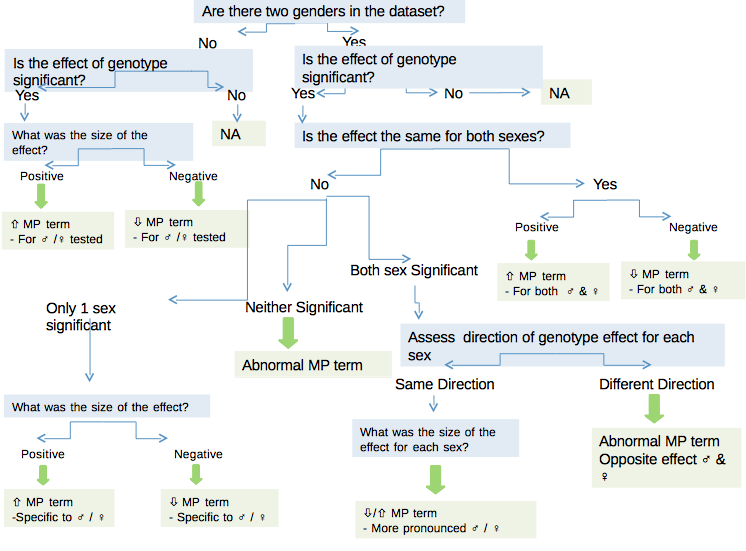 Are there two genders in the dataset?
No
Yes
Is the effect of genotype
significant?
Is the effect of genotype
significant?
Yes
No
Yes
No
NA
NA
What was the size of the
effect?
Is the effect the same for both sexes?
Positive
Negative
No
Yes
⇧ MP term
- For ♂ /♀ tested
⇩ MP term
- For ♂ /♀ tested
Positive
Negative
Both sex Significant
⇧ MP term
- For both ♂ & ♀
⇩ MP term
- For both ♂ & ♀
Only 1 sex
significant
Neither Significant
Abnormal MP term
Assess direction of genotype effect for each
sex
Same Direction
Different Direction
What was the size of the effect?
What was the size of the
effect for each sex?
Abnormal MP term
Opposite effect ♂ &
♀
Positive
Negative
⇧ MP term
-Specific to ♂ / ♀
⇩ MP term
- Specific to ♂ / ♀
⇩/⇧ MP term
- More pronounced ♂ / ♀